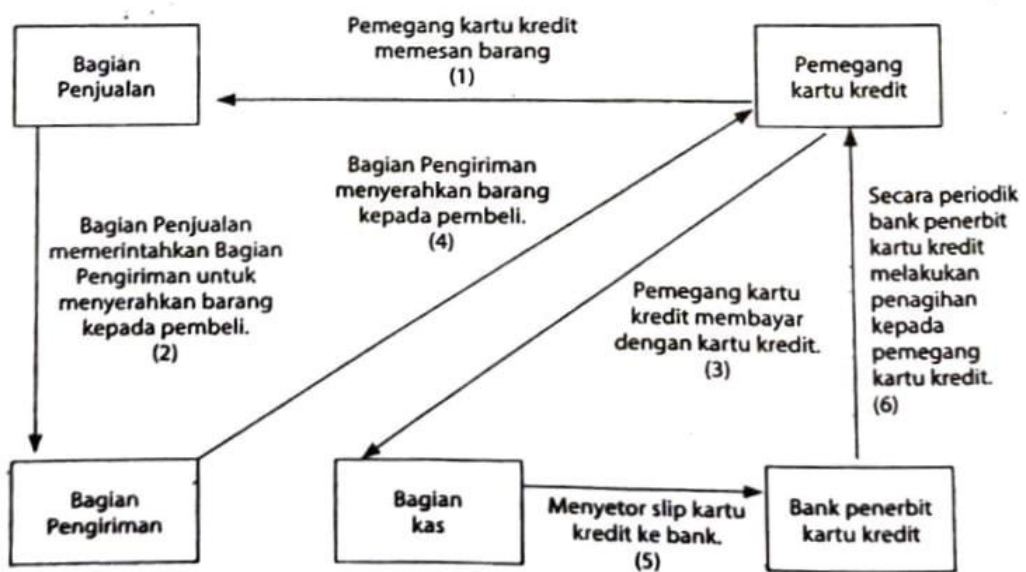 Pemegang kartu kredit
memesan barang
(1)
Bagian
Penjualan
Pemegang
kartu kredit
Bagian Pengiriman
menyerahkan barang
kepada pembeli.
(4)
Secara periodik
bank penerbit
kartu kredit
melakukan
penagihan
kepada
pemegang
kartu kredit.
(6)
Bagian Penjualan
memerintahkan Bagian
Pengiriman untuk
menyerahkan barang
kepada pembeli.
(2)
Pemegang kartu
kredit membayar
dengan kartu kredit.
(3)
Bagian
Pengiriman
Bagian
kas
Menyetor slip kartu
kredit ke bank.
(5)
Bank penerbit
kartu kredit